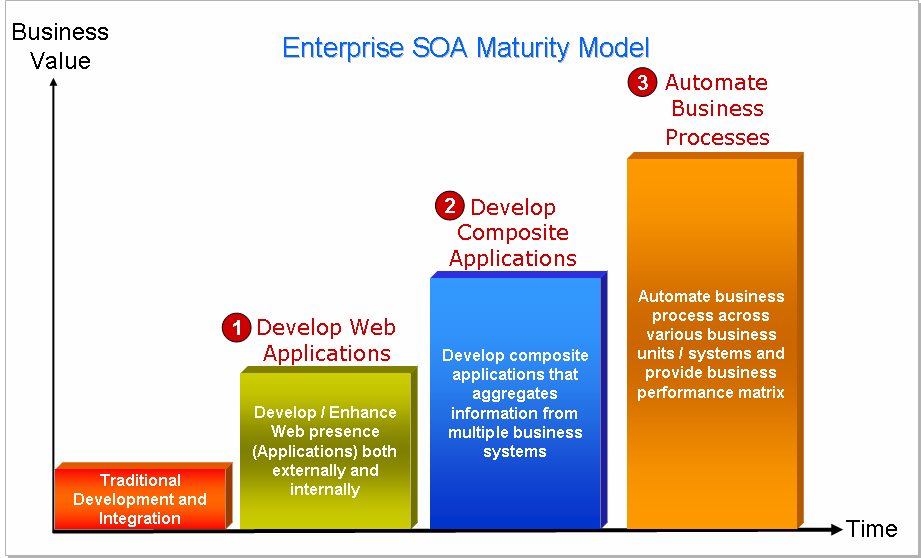 Business
Value
Enterprise SOA Maturity Model
3 Automate
Business
Processes
2 Develop
Composite
Applications
1 Develop Web
Applications
Traditional
Development and
Integration
Develop / Enhance
Web presence
(Applications) both
externally and
internally
Develop composite
applications that
aggregates
information from
multiple business
systems
Automate business
process across
various business
units / systems and
provide business
performance matrix
Time